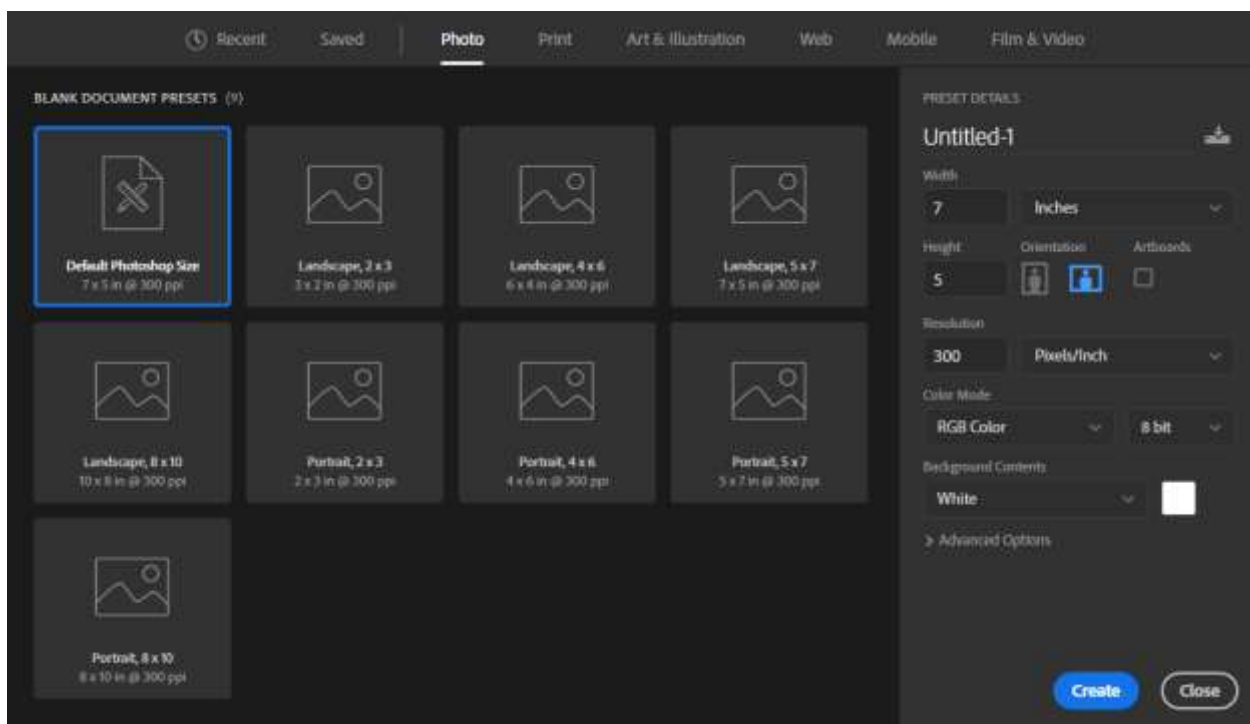 Recent Saved Photo Print Art & Illustration Web Mobile Film & Video
BLANK DOCUMENT PRESETS (9)
Default Photoshop Size
7 x 5 in @ 300 ppi
Landscape, 2 x 3
3 x 2 in @ 300 ppi
Landscape, 4 x 6
6 x 4 in @ 300 ppi
Landscape, 5 x 7
7 x 5 in @ 300 ppi
Landscape, 8 x 10
10 x 8 in @ 300 ppi
Portrait, 2 x 3
2 x 3 in @ 300 ppi
Portrait, 4 x 6
4 x 6 in @ 300 ppi
Portrait, 5 x 7
5 x 7 in @ 300 ppi
Portrait, 8 x 10
8 x 10 in @ 300 ppi
PRESET DETAILS
Untitled-1
Width
7 Inches
Height Orientation Artboards
5
Resolution
300 Pixels/Inch
Color Mode
RGB Color 8 bit
Background Contents
White
Advanced Options
Create Close